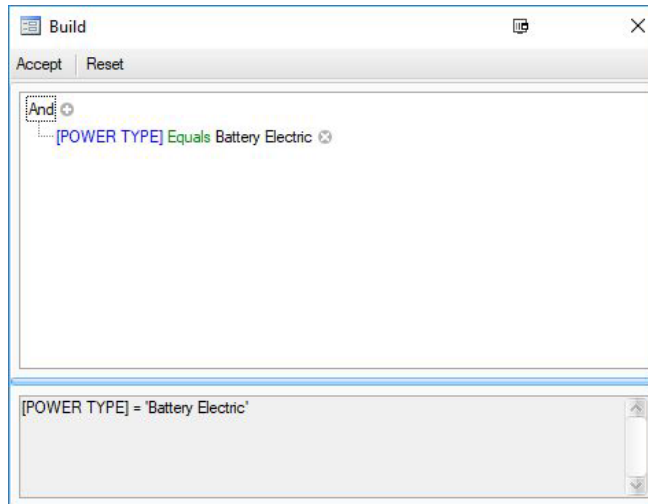 Build
Accept Reset
And
[POWER TYPE] Equals Battery Electric
[POWER TYPE] = 'Battery Electric'